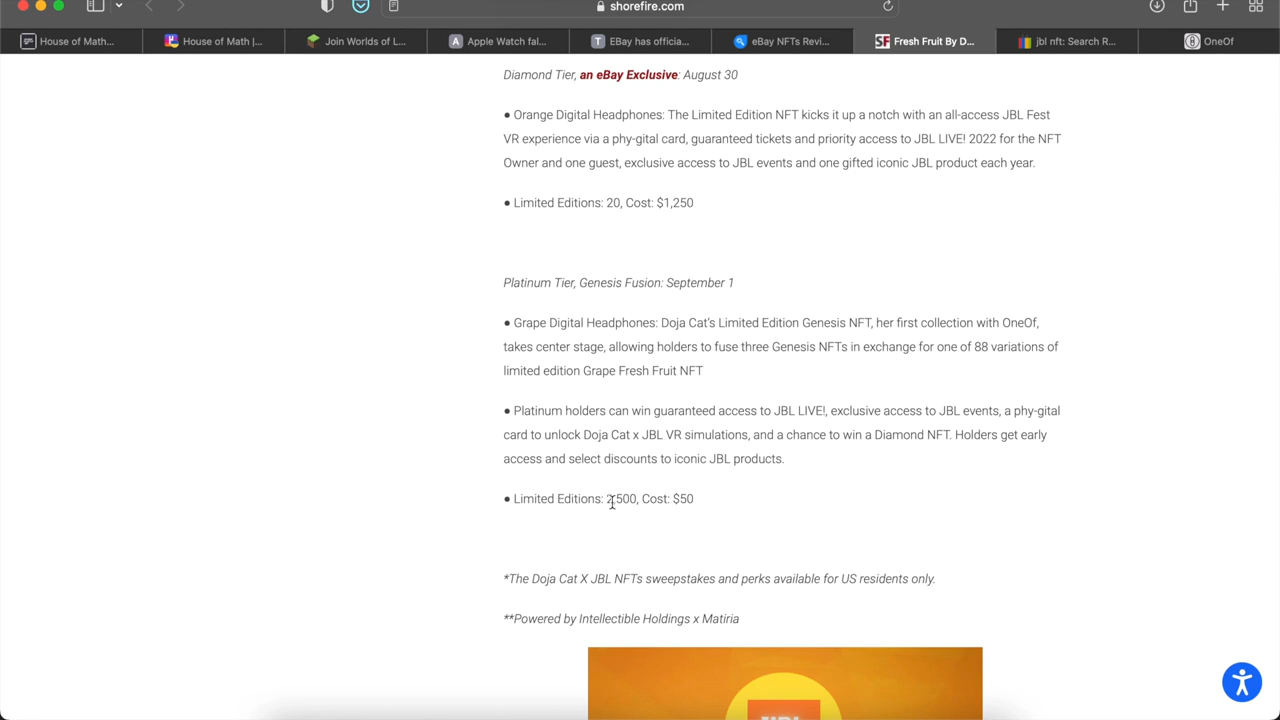 shorefire.com
House of Math...
House of Math |...
Join Worlds of L...
Apple Watch fal...
EBay has officia...
eBay NFTs Revi...
Fresh Fruit By D...
jbl nft: Search R...
OneOf
Diamond Tier, an eBay Exclusive: August 30
● Orange Digital Headphones: The Limited Edition NFT kicks it up a notch with an all-access JBL Fest
VR experience via a phy-gital card, guaranteed tickets and priority access to JBL LIVE! 2022 for the NFT
Owner and one guest, exclusive access to JBL events and one gifted iconic JBL product each year.
● Limited Editions: 20, Cost: $1,250
Platinum Tier, Genesis Fusion: September 1
● Grape Digital Headphones: Doja Cat's Limited Edition Genesis NFT, her first collection with OneOf,
takes center stage, allowing holders to fuse three Genesis NFTs in exchange for one of 88 variations of
limited edition Grape Fresh Fruit NFT
● Platinum holders can win guaranteed access to JBL LIVE!, exclusive access to JBL events, a phy-gital
card to unlock Doja Cat x JBL VR simulations, and a chance to win a Diamond NFT. Holders get early
access and select discounts to iconic JBL products.
● Limited Editions: 2,500, Cost: $50
*The Doja Cat X JBL NFTs sweepstakes and perks available for US residents only.
**Powered by Intellectible Holdings x Matiria
JBL